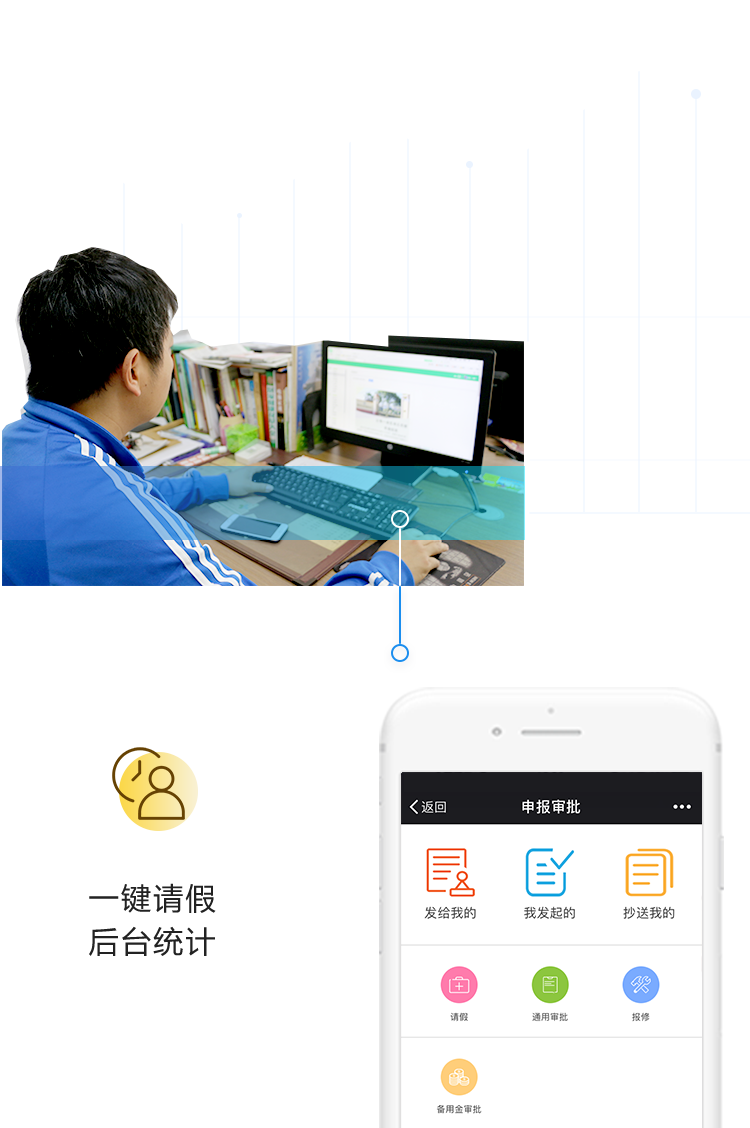 一键请假
后台统计
返回 申报审批
发给我的 我发起的 抄送我的
请假 通用审批 报修
备用金审批